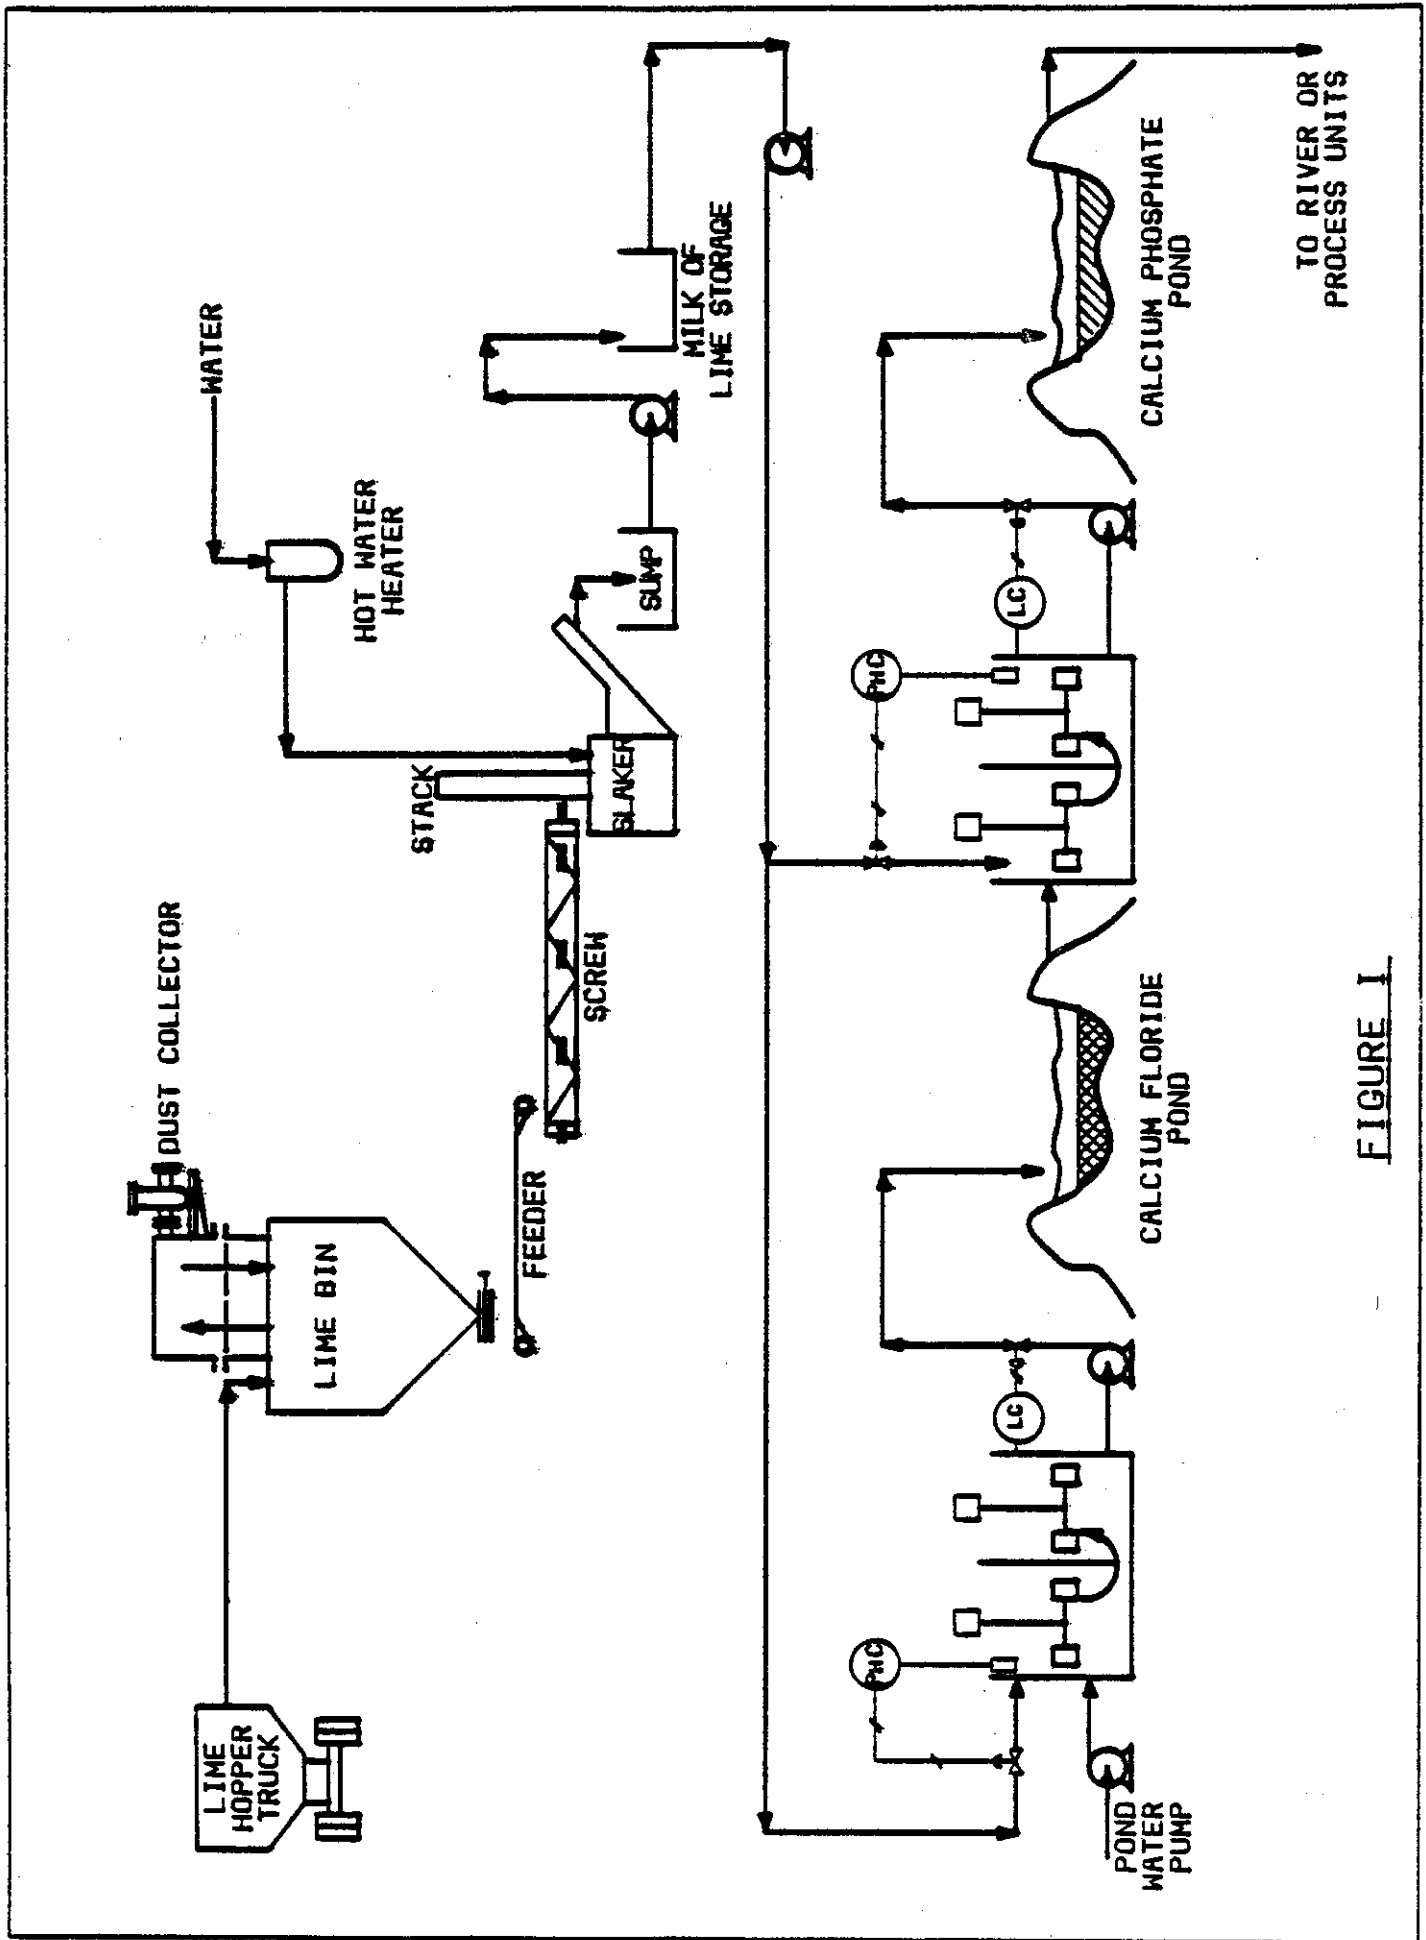 LIME
HOPPER
TRUCK
DUST COLLECTOR
LIME BIN
FEEDER
SCREW
STACK
SLAKER
WATER
HOT WATER
HEATER
SUMP
MILK OF
LIME STORAGE
POND
WATER
PUMP
PHC
LC
CALCIUM FLORIDE
POND
PHC
LC
CALCIUM PHOSPHATE
POND
TO RIVER OR
PROCESS UNITS
FIGURE I